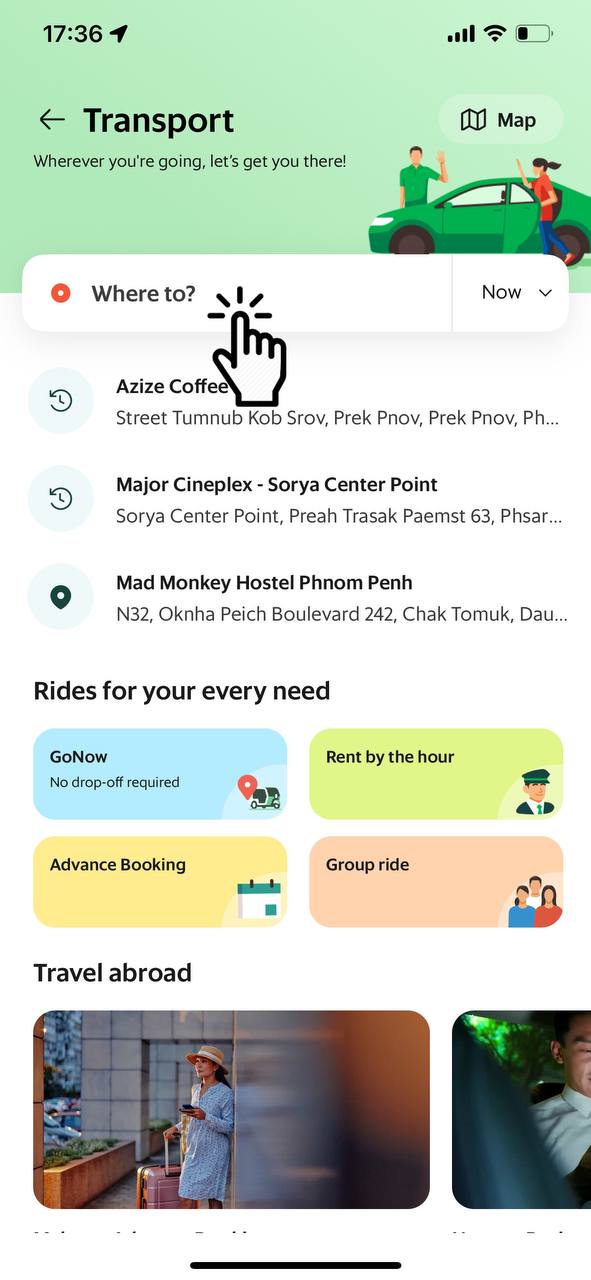 17:36
Transport
Map
Wherever you're going, let's get you there!
Where to?
Now
Azize Coffee
Street Tumnub Kob Srov, Prek Pnov, Prek Pnov, Ph...
Major Cineplex - Sorya Center Point
Sorya Center Point, Preah Trasak Paemst 63, Phsar...
Mad Monkey Hostel Phnom Penh
N32, Oknha Peich Boulevard 242, Chak Tomuk, Dau...
Rides for your every need
GoNow
No drop-off required
Rent by the hour
Advance Booking
Group ride
Travel abroad